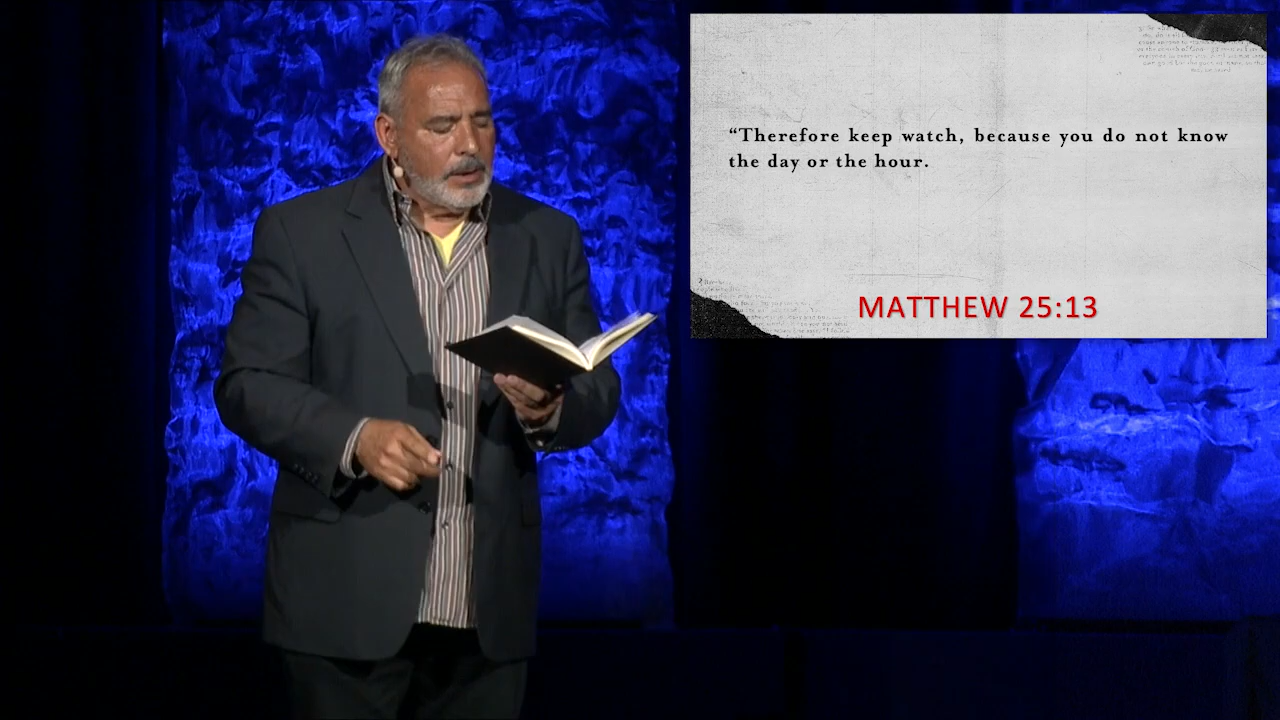 “Therefore keep watch, because you do not know
the day or the hour.
MATTHEW 25:13